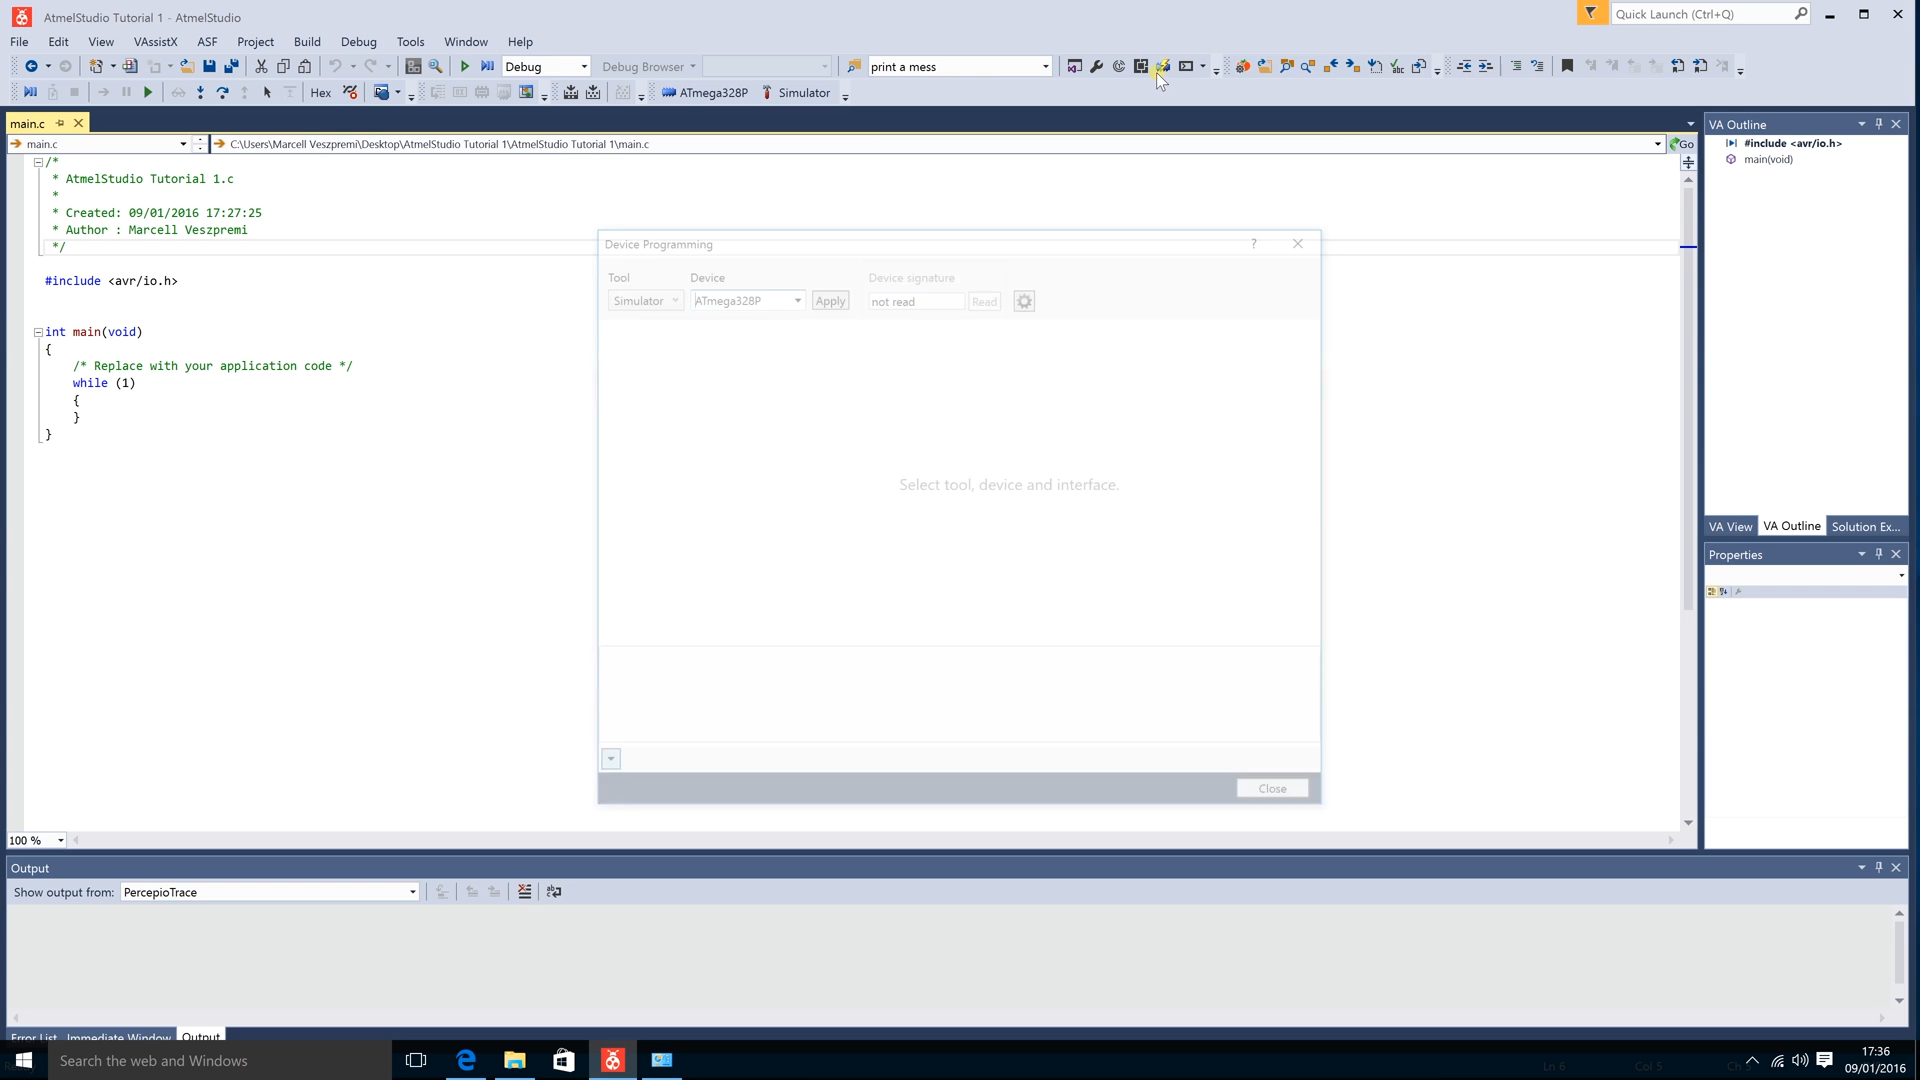 AtmelStudio Tutorial 1 - AtmelStudio
Quick Launch (Ctrl+Q)
File Edit View VAssistX ASF Project Build Debug Tools Window Help
Debug Debug Browser print a mess
Hex ATmega328P Simulator
main.c
main.c C:\Users\Marcell Veszpremi\Desktop\AtmelStudio Tutorial 1\AtmelStudio Tutorial 1\main.c Go
/*
* AtmelStudio Tutorial 1.c
*
* Created: 09/01/2016 17:27:25
* Author : Marcell Veszpremi
*/
#include <avr/io.h>
int main(void)
{
/* Replace with your application code */
while (1)
{
}
}
Device Programming
?
Tool Device Device signature
Simulator ATmega328P Apply not read Read
Select tool, device and interface.
Close
VA Outline
#include <avr/io.h>
main(void)
VA View VA Outline Solution Ex...
Properties
100 %
Output
Show output from: PercepioTrace
Error List Immediate Window Output
Search the web and Windows
Ln 6 Col 5
17:36
09/01/2016